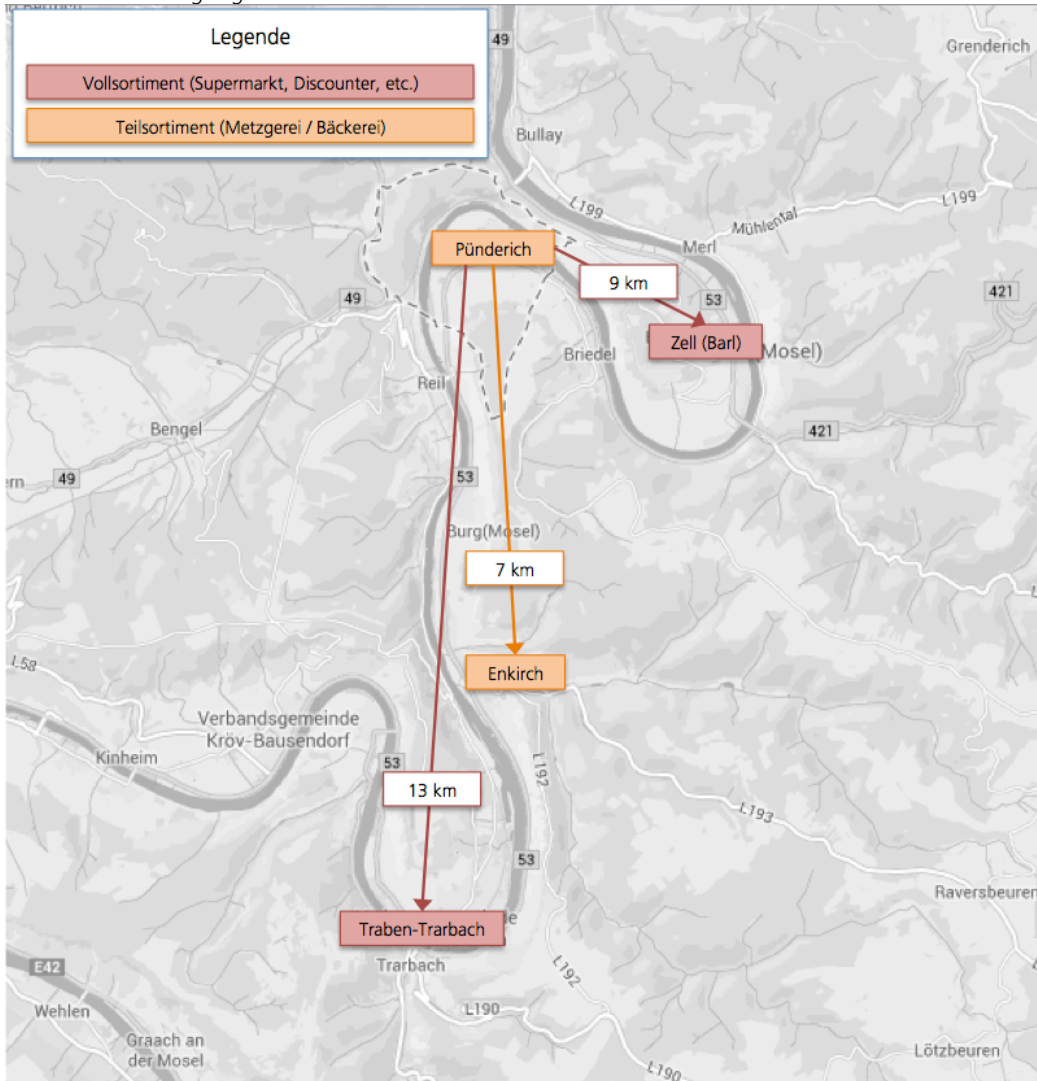 Legende
Vollsortiment (Supermarkt, Discounter, etc.)
Teilsortiment (Metzgerei / Bäckerei)
49
Grenderich
Bullay
L199
L199
Mühlental
Merl
Pünderich
9 km
53
421
49
Zell (Barl)
Mosel)
Briedel
Reil
Bengel
421
49
53
Burg(Mosel)
7 km
Enkirch
L58
Verbandsgemeinde
Kröv-Bausendorf
Kinheim
53
L192
13 km
L193
53
Raversbeuren
Traben-Trarbach
Trarbach
E42
L192
Wehlen
L190
Graach an
der Mosel
Lötzbeuren
L190